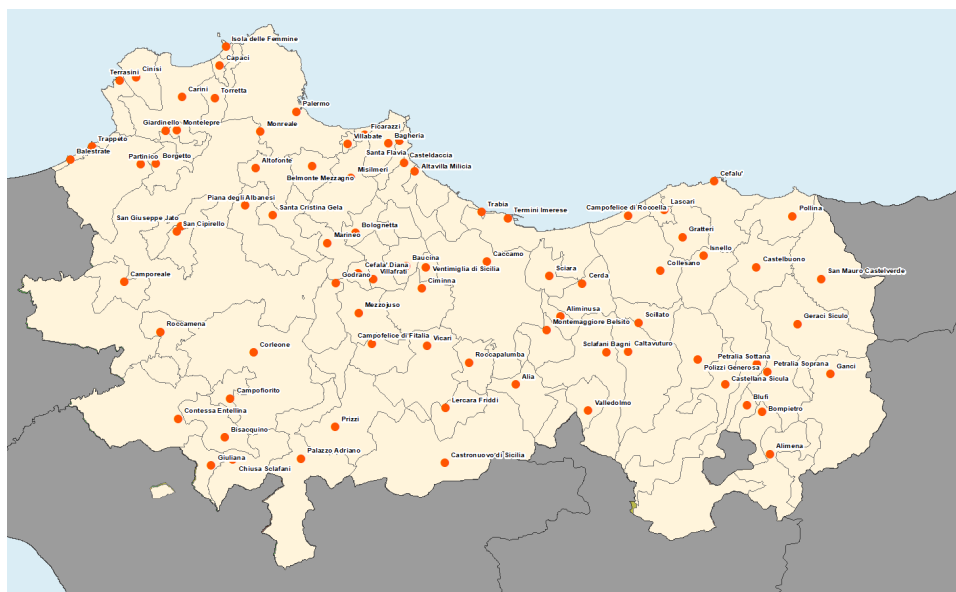 Isola delle Femmine
Capaci
Terrasini
Cinisi
Carini
Torretta
Palermo
Giardinello
Montelepre
Monreale
Ficarazzi
Villabate
Bagheria
Trappeto
Santa Flavia
Balestrate
Partinico
Borgetto
Altofonte
Casteldaccia
Belmonte Mezzagno
Misilmeri
Altavilla Milicia
Cefalu'
Piana degli Albanesi
Santa Cristina Gela
Trabia
Termini Imerese
Campofelice di Roccella
Lascari
Pollina
San Giuseppe Jato
San Cipirello
Bolognetta
Marineo
Gratteri
Isnello
Baucina
Caccamo
Cefala' Diana
Ventimiglia di Sicilia
Villafrati
Godrano
Ciminna
Sciara
Cerda
Collesano
Castelbuono
San Mauro Castelverde
Camporeale
Mezzojuso
Aliminusa
Montemaggiore Belsito
Scillato
Geraci Siculo
Roccamena
Corleone
Campofelice di Fitalia
Vicari
Sclafani Bagni
Caltavuturo
Roccapalumba
Petralia Sottana
Petralia Soprana
Polizzi Generosa
Ganci
Alia
Castellana Sicula
Campofiorito
Contessa Entellina
Lercara Friddi
Valledolmo
Blufi
Bompietro
Bisacquino
Prizzi
Giuliana
Chiusa Sclafani
Palazzo Adriano
Castronuovo di Sicilia
Alimena